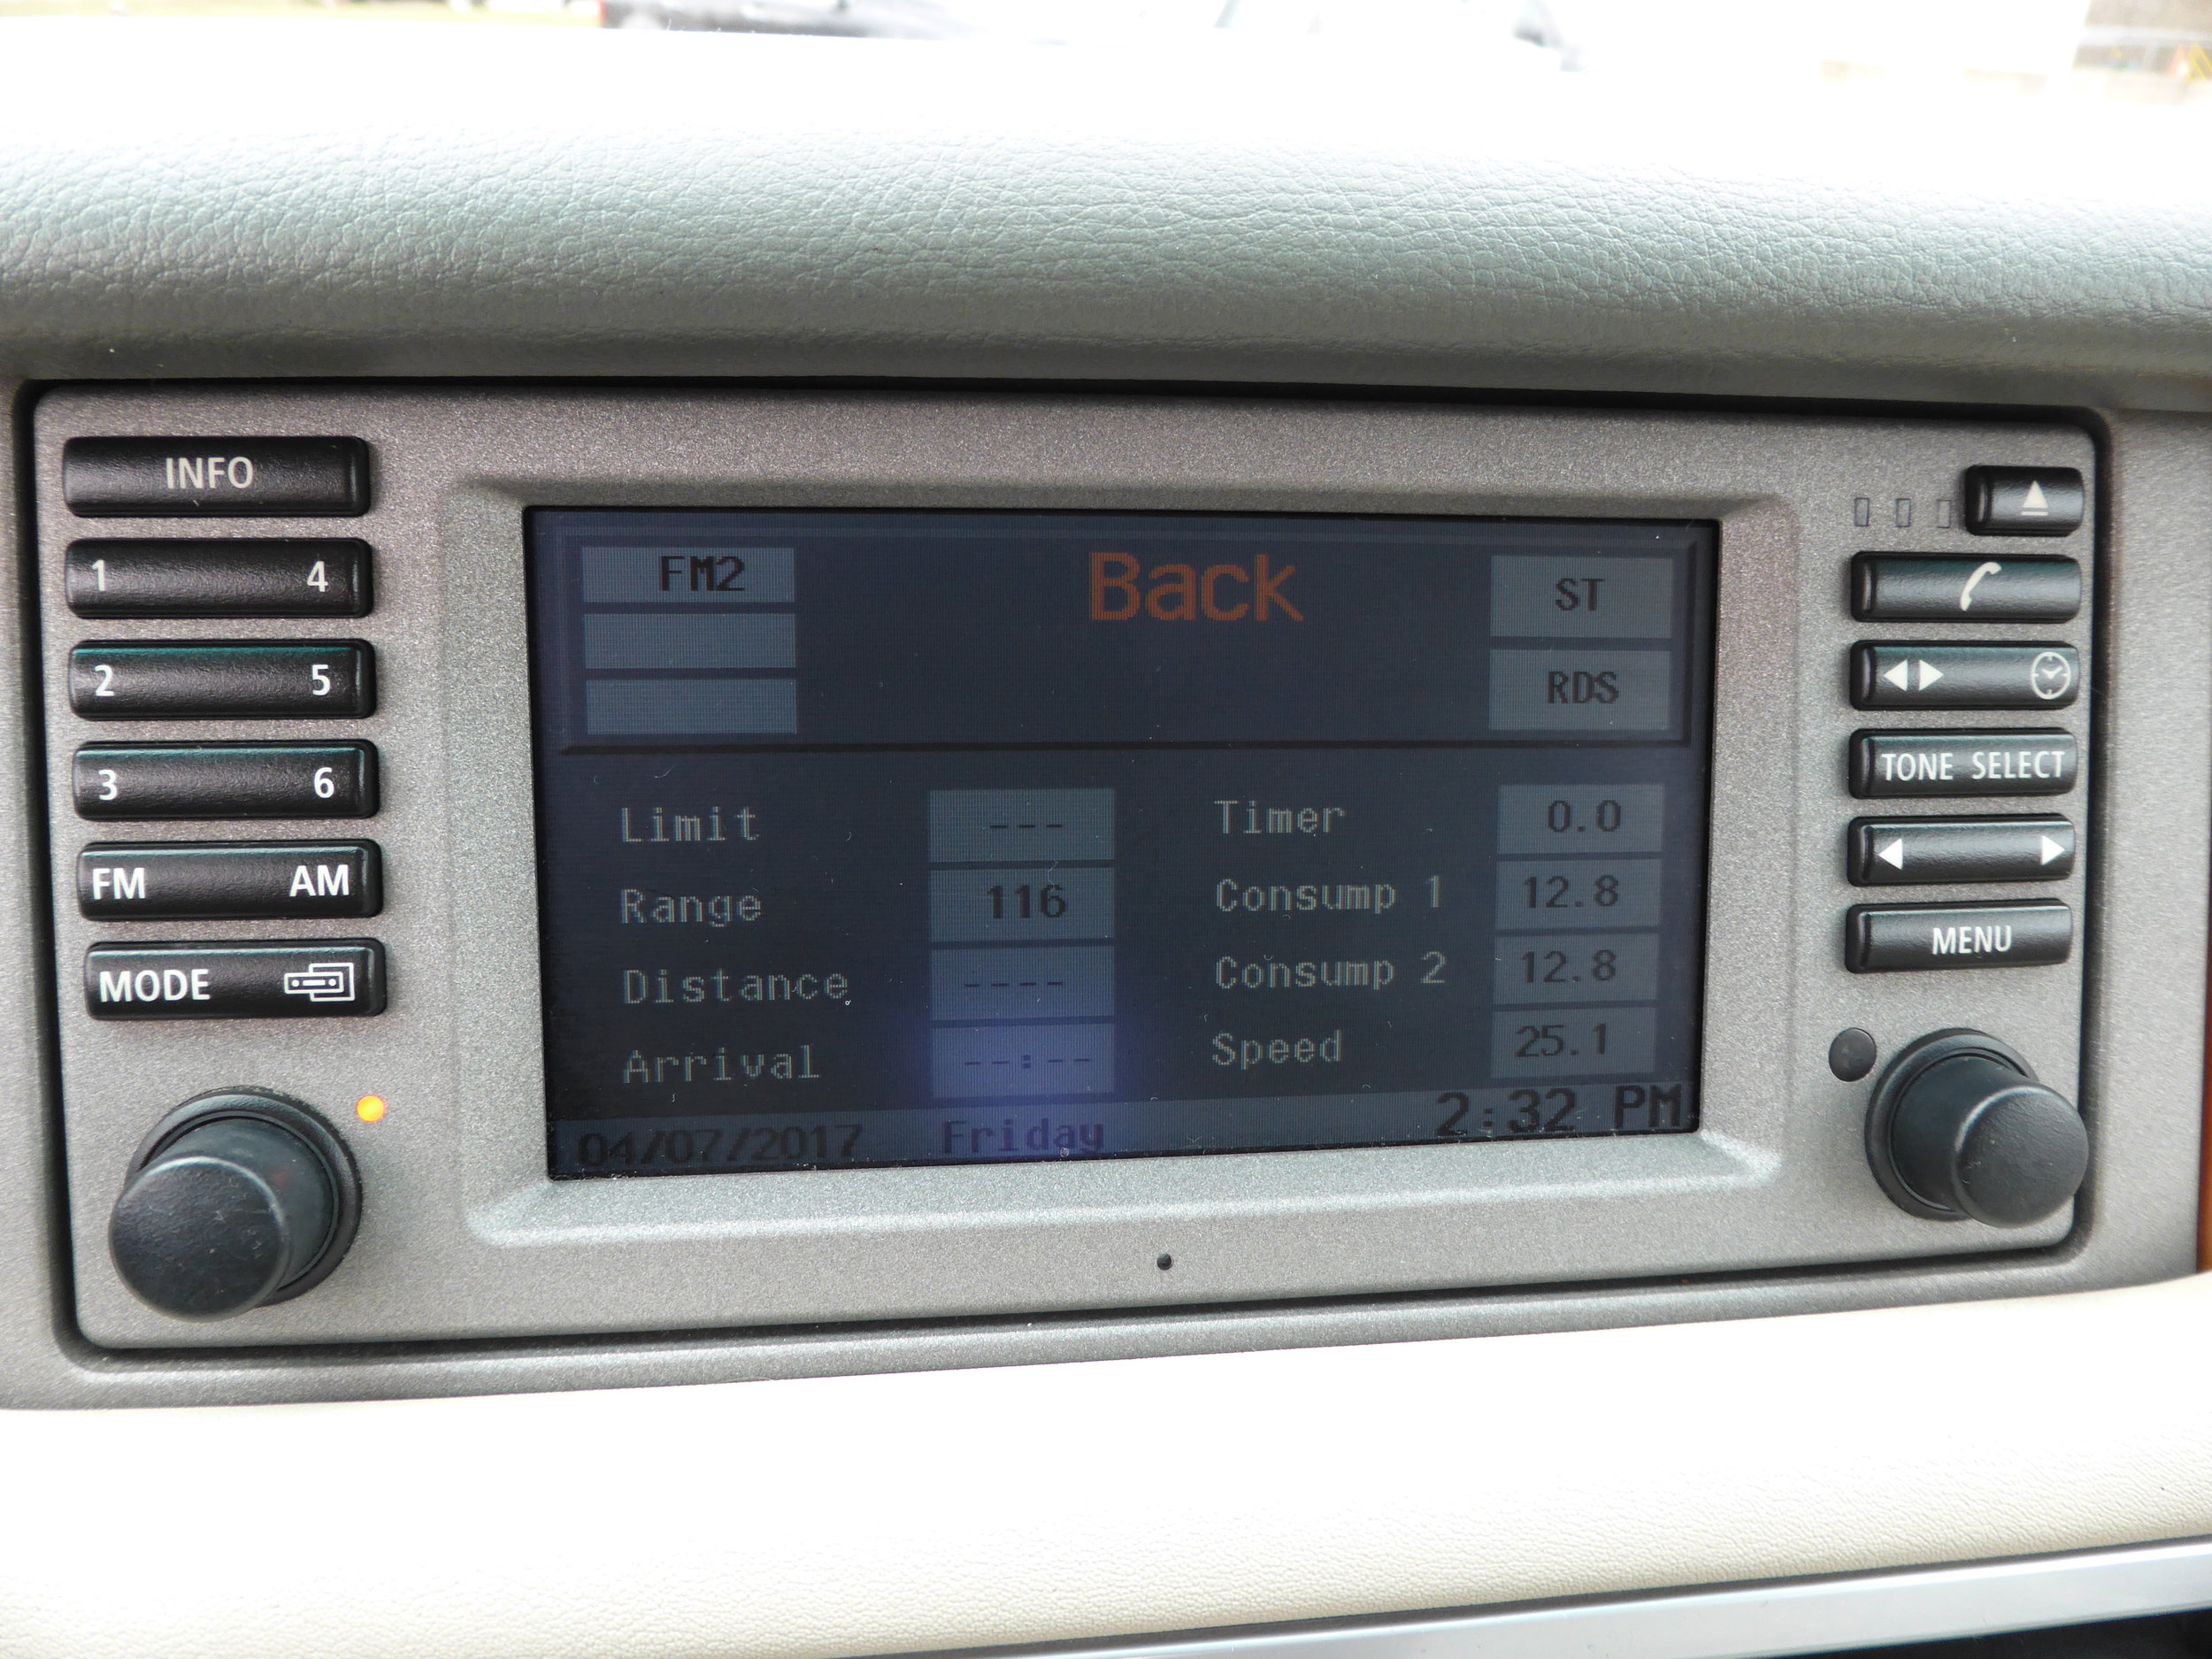 INFO
1 4
2 5
3 6
FM AM
MODE
FM2 Back ST
RDS
Limit --- Timer 0.0
Range 116 Consump 1 12.8
Distance ---- Consump 2 12.8
Arrival --:-- Speed 25.1
04/07/2017 Friday 2:32 PM
TONE SELECT
MENU